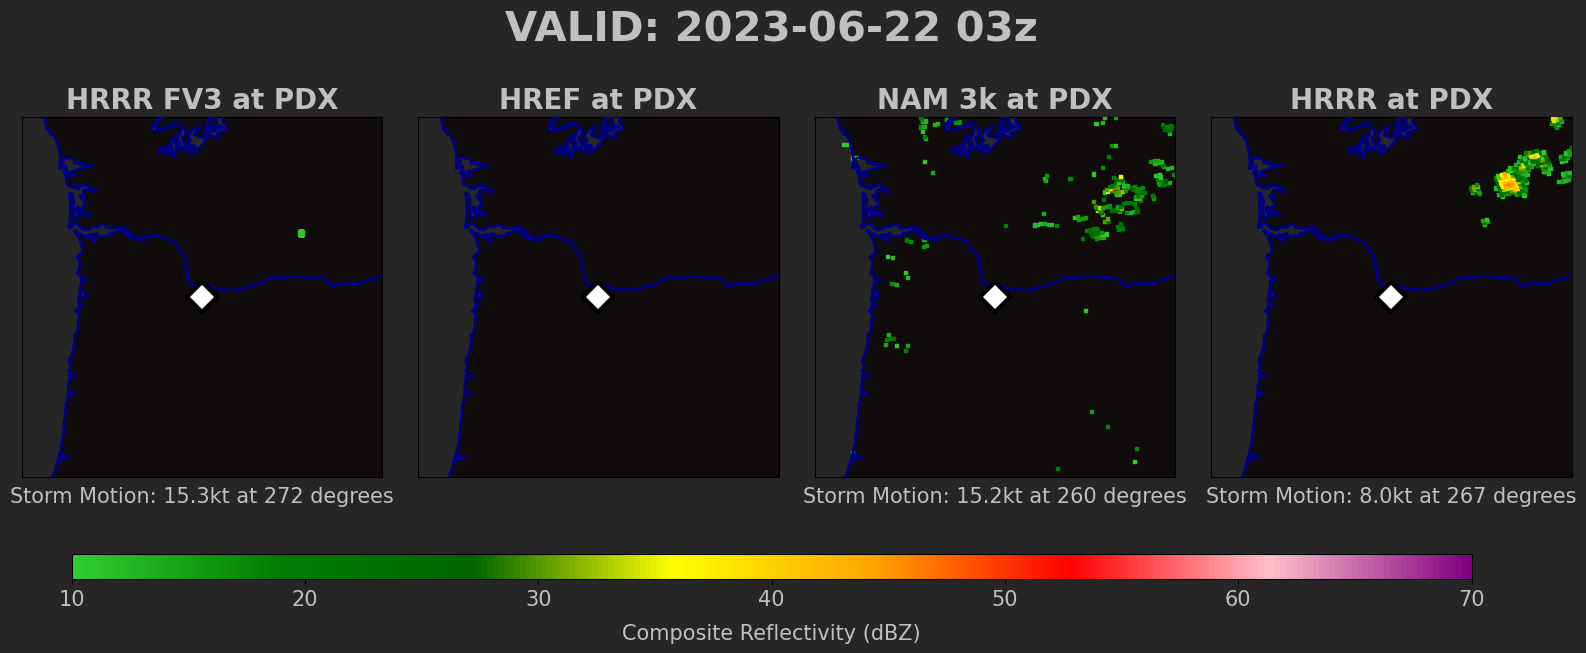 VALID: 2023-06-22 03z
HRRR FV3 at PDX
HREF at PDX
NAM 3k at PDX
HRRR at PDX
Storm Motion: 15.3kt at 272 degrees
Storm Motion: 15.2kt at 260 degrees
Storm Motion: 8.0kt at 267 degrees
10 20 30 40 50 60 70
Composite Reflectivity (dBZ)